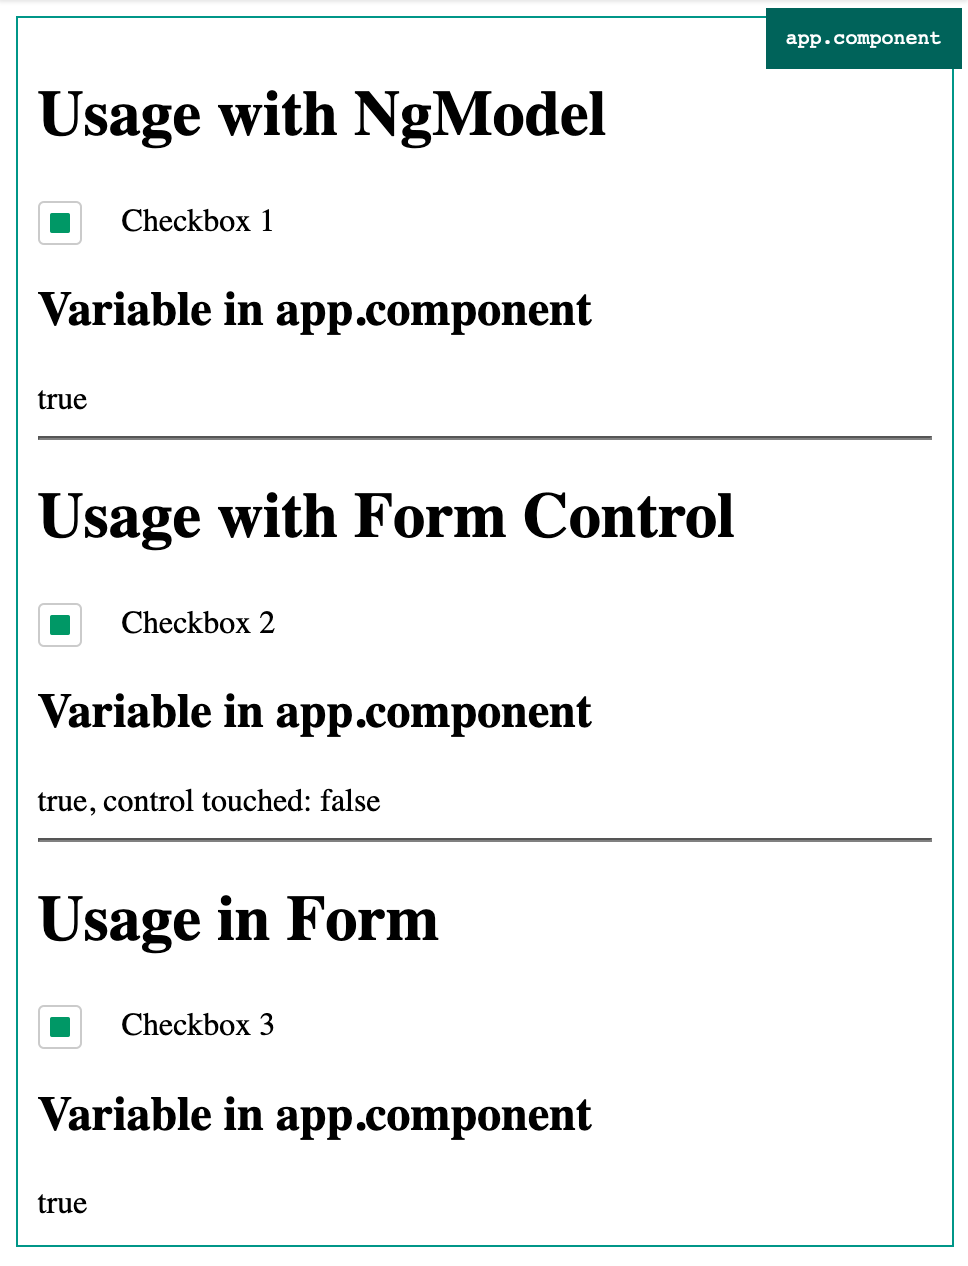 app.component
Usage with NgModel
Checkbox 1
Variable in app.component
true
Usage with Form Control
Checkbox 2
Variable in app.component
true, control touched: false
Usage in Form
Checkbox 3
Variable in app.component
true